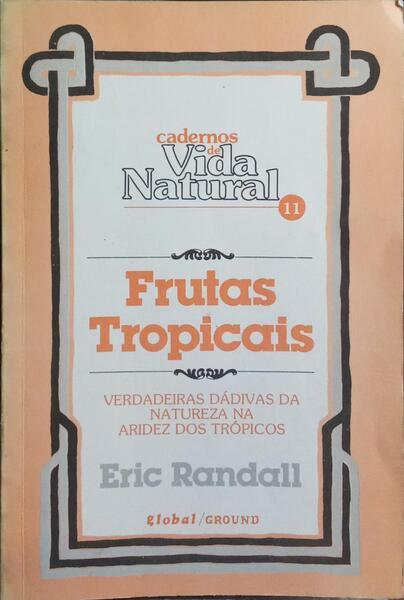 cadernos
de
Vida
Natural
11
Frutas
Tropicais
VERDADEIRAS DÁDIVAS DA
NATUREZA NA
ARIDEZ DOS TRÓPICOS
Eric Randall
global/GROUND